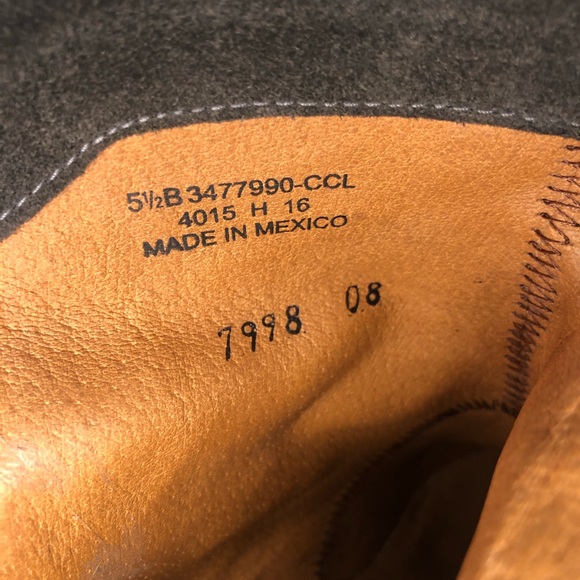 5½B 3477990-CCL
4015 H 16
MADE IN MEXICO
7998 08